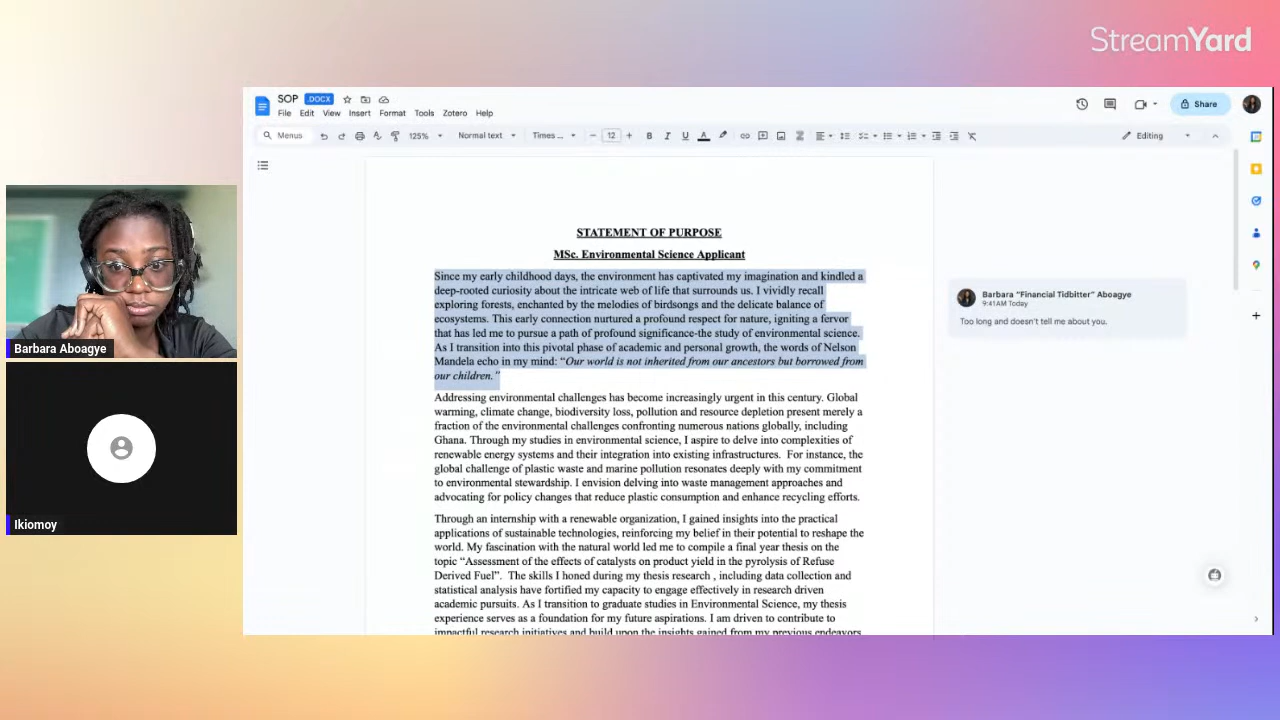 StreamYard
SOP .DOCX
File Edit View Insert Format Tools Zotero Help
Share
Menus 125% Normal text Times ... 12 Editing
STATEMENT OF PURPOSE
MSc. Environmental Science Applicant
Since my early childhood days, the environment has captivated my imagination and kindled a
deep-rooted curiosity about the intricate web of life that surrounds us. I vividly recall
exploring forests, enchanted by the melodies of birdsongs and the delicate balance of
ecosystems. This early connection nurtured a profound respect for nature, igniting a fervor
that has led me to pursue a path of profound significance-the study of environmental science.
As I transition into this pivotal phase of academic and personal growth, the words of Nelson
Mandela echo in my mind: “Our world is not inherited from our ancestors but borrowed from
our children.”
Addressing environmental challenges has become increasingly urgent in this century. Global
warming, climate change, biodiversity loss, pollution and resource depletion present merely a
fraction of the environmental challenges confronting numerous nations globally, including
Ghana. Through my studies in environmental science, I aspire to delve into complexities of
renewable energy systems and their integration into existing infrastructures. For instance, the
global challenge of plastic waste and marine pollution resonates deeply with my commitment
to environmental stewardship. I envision delving into waste management approaches and
advocating for policy changes that reduce plastic consumption and enhance recycling efforts.
Through an internship with a renewable organization, I gained insights into the practical
applications of sustainable technologies, reinforcing my belief in their potential to reshape the
world. My fascination with the natural world led me to compile a final year thesis on the
topic “Assessment of the effects of catalysts on product yield in the pyrolysis of Refuse
Derived Fuel”. The skills I honed during my thesis research , including data collection and
statistical analysis have fortified my capacity to engage effectively in research driven
academic pursuits. As I transition to graduate studies in Environmental Science, my thesis
experience serves as a foundation for my future aspirations. I am driven to contribute to
impactful research initiatives and build upon the insights gained from my previous endeavors
Barbara “Financial Tidbitter” Aboagye
9:41AM Today
Too long and doesn't tell me about you.
Barbara Aboagye
Ikiomoy